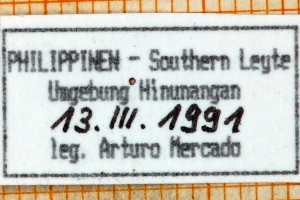 PHILIPPINEN - Southern Leyte
Umgebung Hinunangan
13. III. 1991
leg. Arturo Mercado